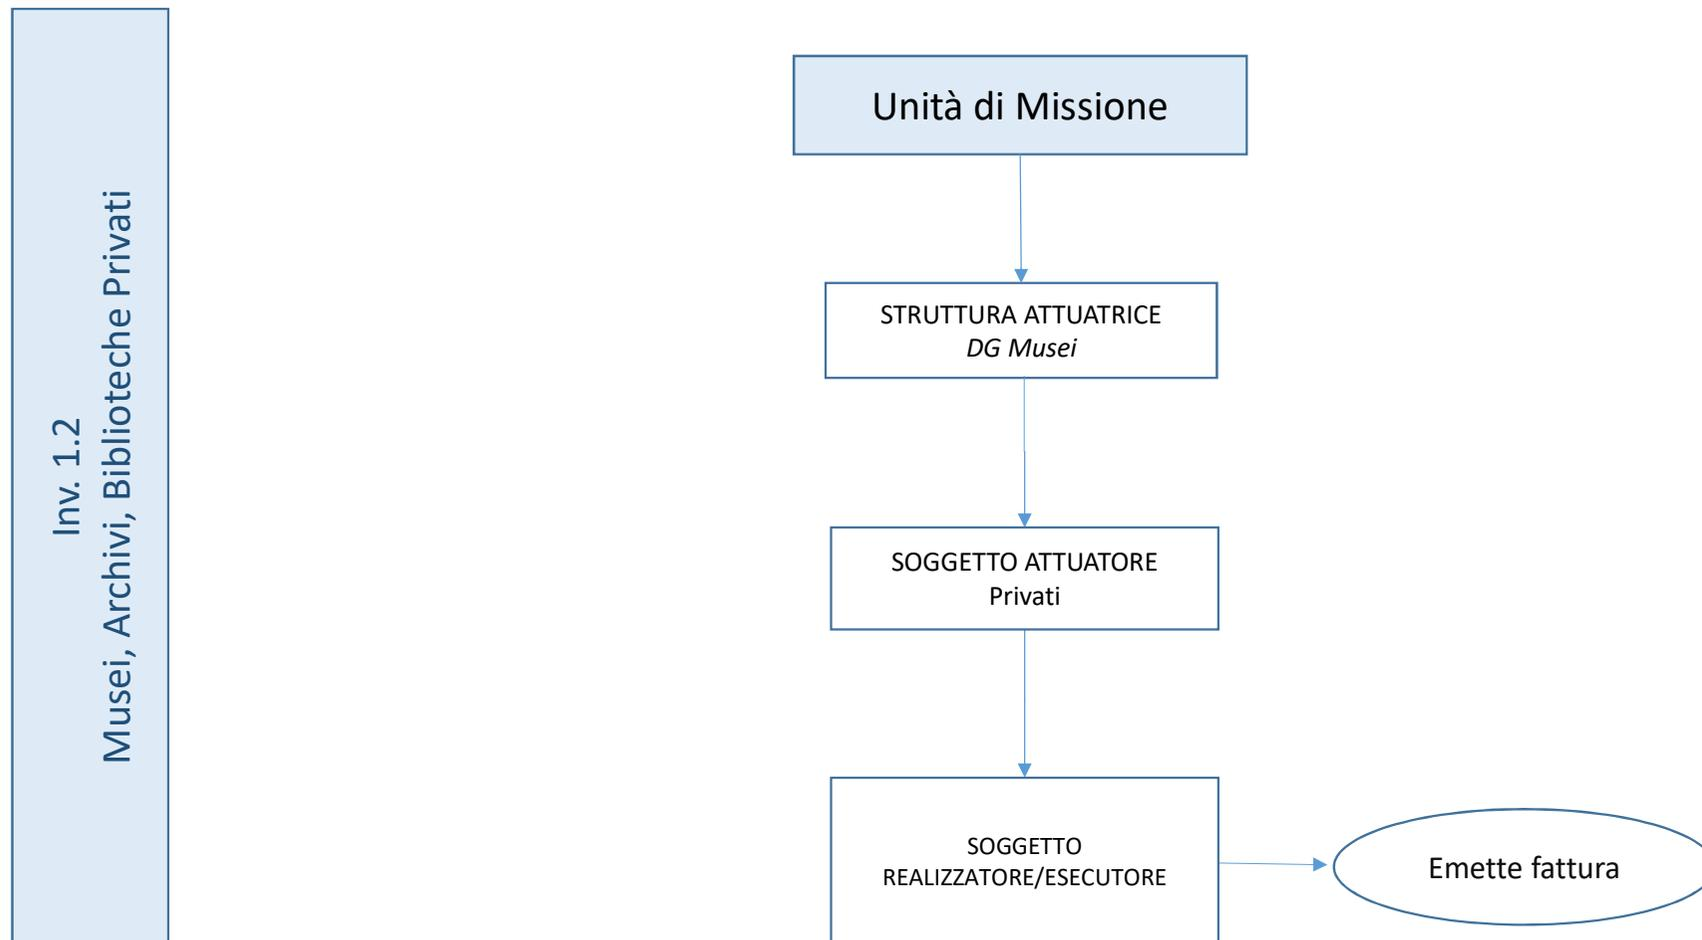 Inv. 1.2
Musei, Archivi, Biblioteche Privati
Unità di Missione
STRUTTURA ATTUATRICE
DG Musei
SOGGETTO ATTUATORE
Privati
SOGGETTO
REALIZZATORE/ESECUTORE
Emette fattura